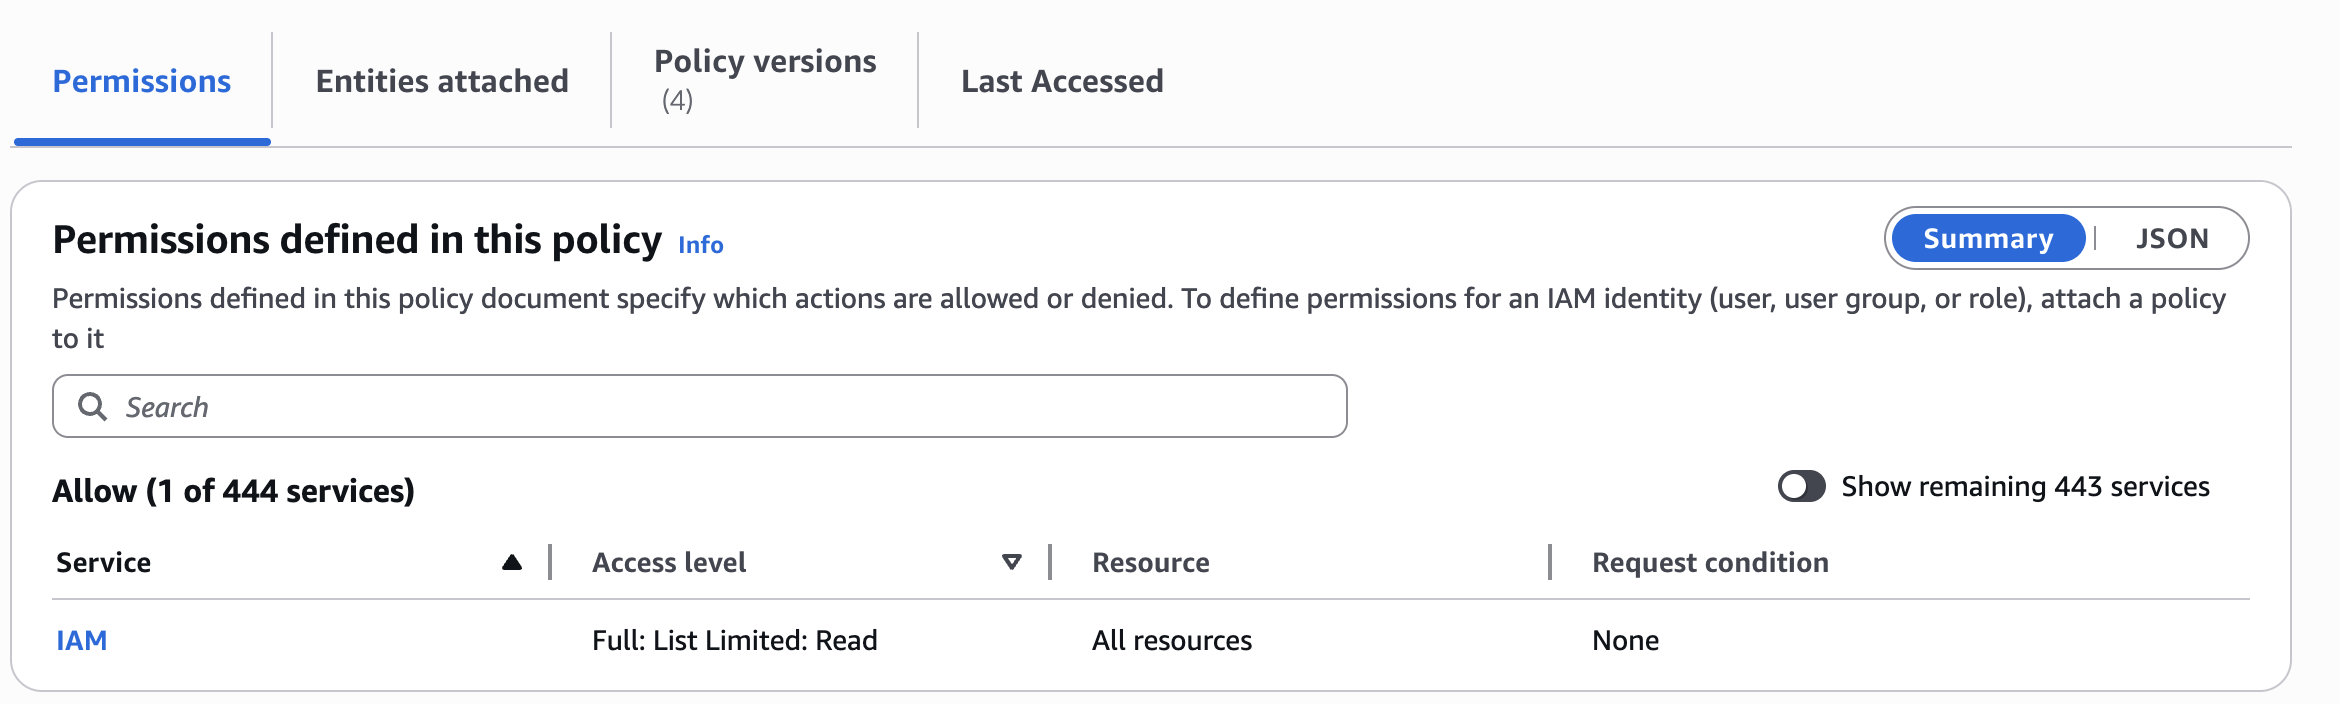 Permissions
Entities attached
Policy versions
(4)
Last Accessed
Permissions defined in this policy Info
Summary | JSON
Permissions defined in this policy document specify which actions are allowed or denied. To define permissions for an IAM identity (user, user group, or role), attach a policy
to it
Search
Allow (1 of 444 services)
Show remaining 443 services
Service Access level Resource Request condition
IAM Full: List Limited: Read All resources None